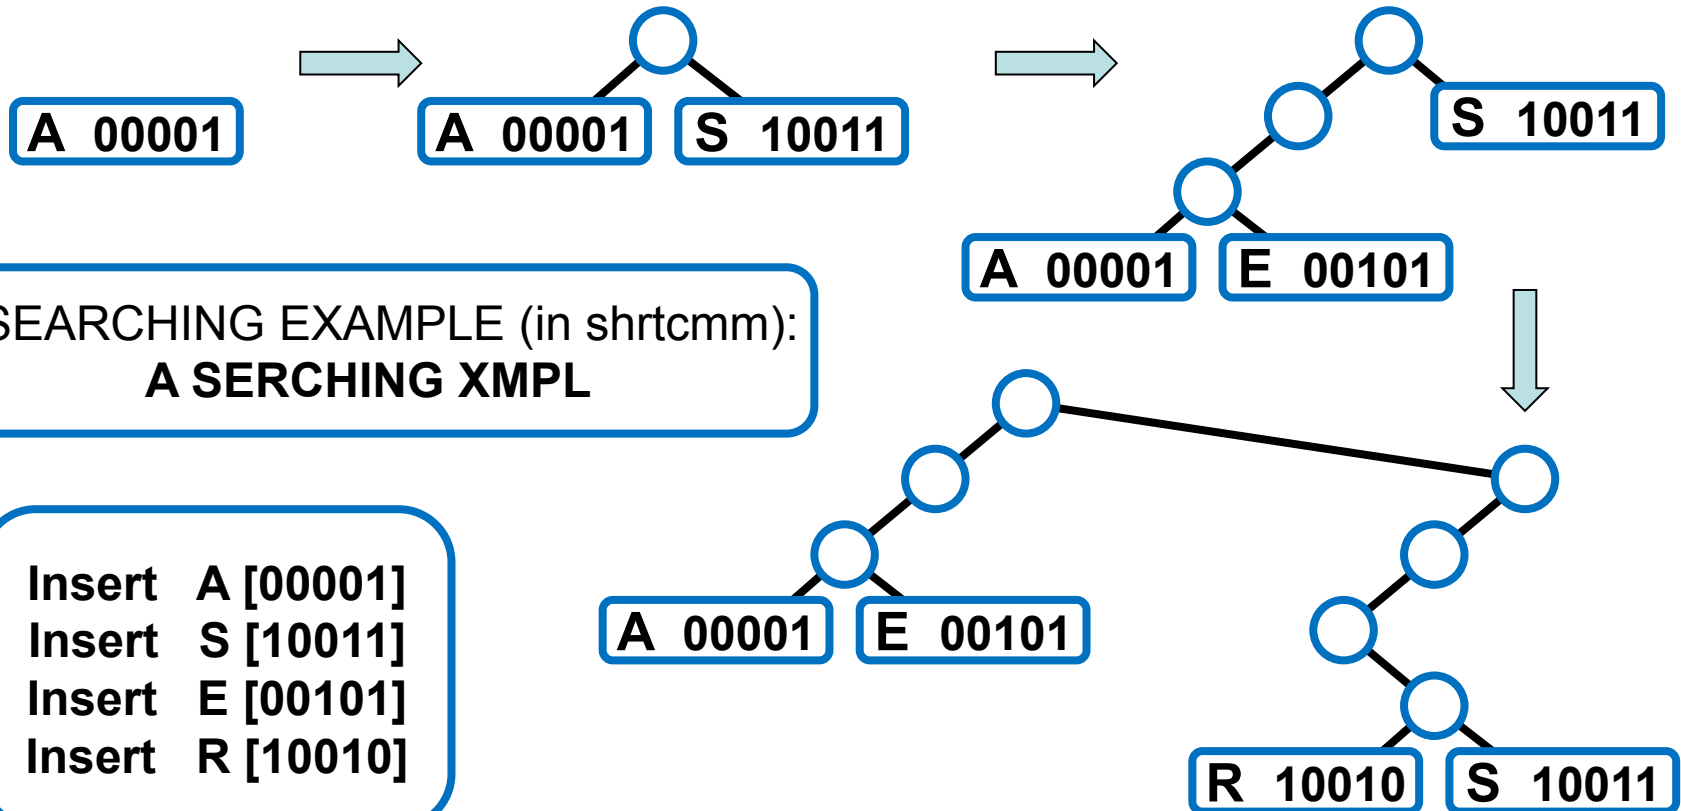 A 00001
A 00001
S 10011
S 10011
A 00001
E 00101
SEARCHING EXAMPLE (in shrtcmm):
A SERCHING XMPL
Insert A [00001]
Insert S [10011]
Insert E [00101]
Insert R [10010]
A 00001
E 00101
R 10010
S 10011